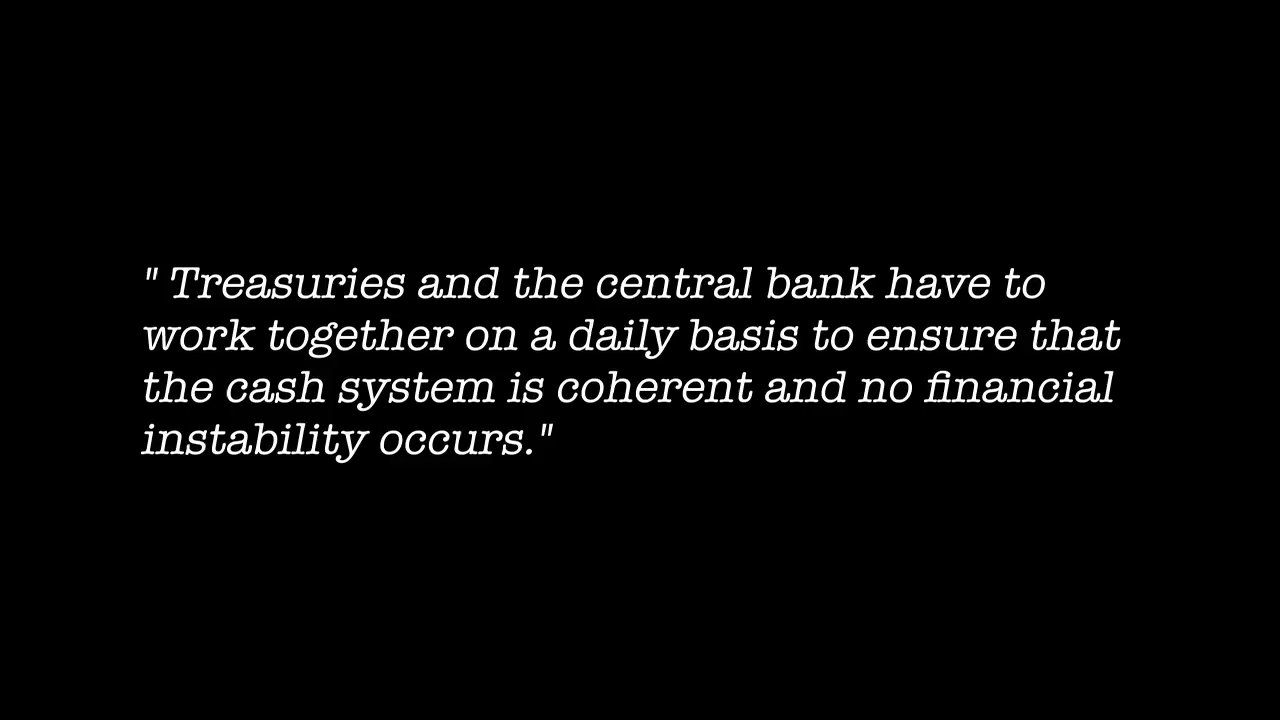 " Treasuries and the central bank have to
work together on a daily basis to ensure that
the cash system is coherent and no financial
instability occurs."